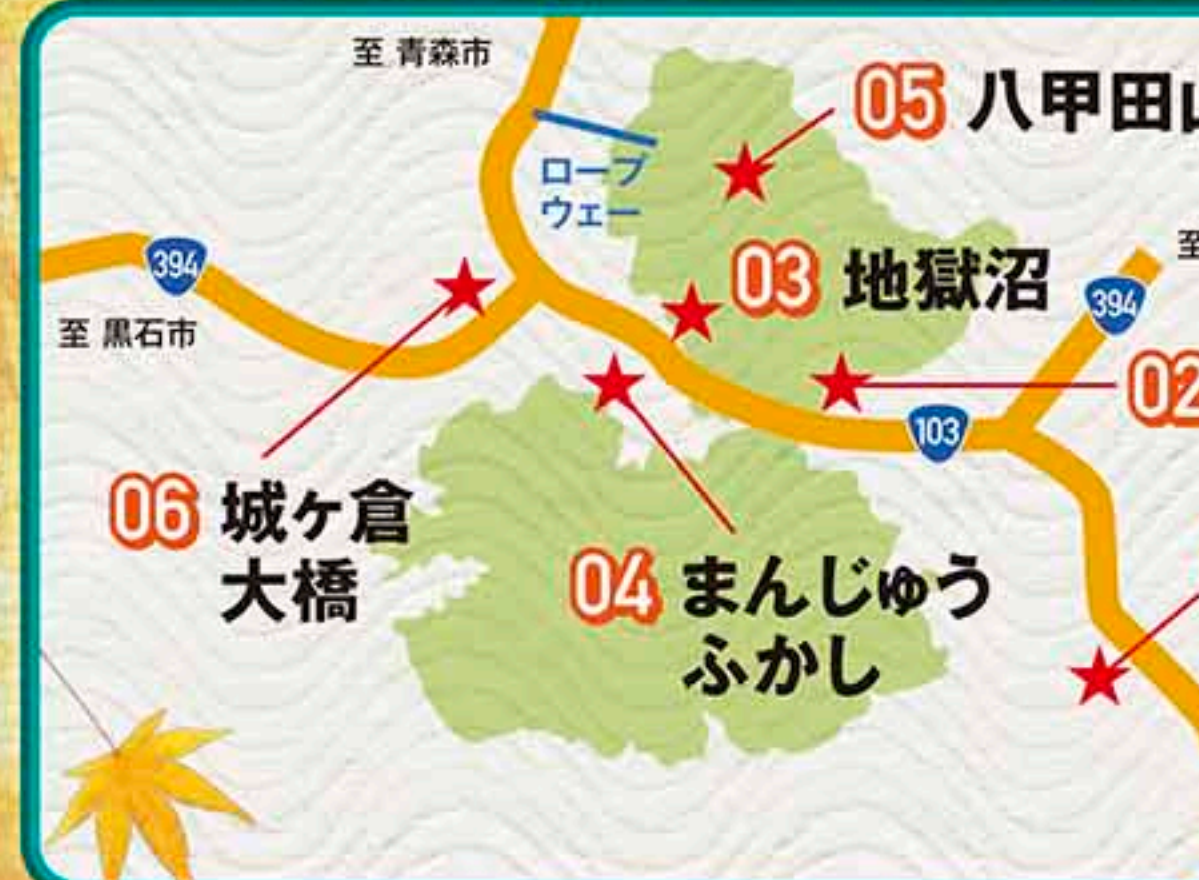 至 青森市
05 八甲田
ロープ
ウェー
394
03 地獄沼
至
394
至 黒石市
02
103
06 城ヶ倉
大橋
04 まんじゅう
ふかし